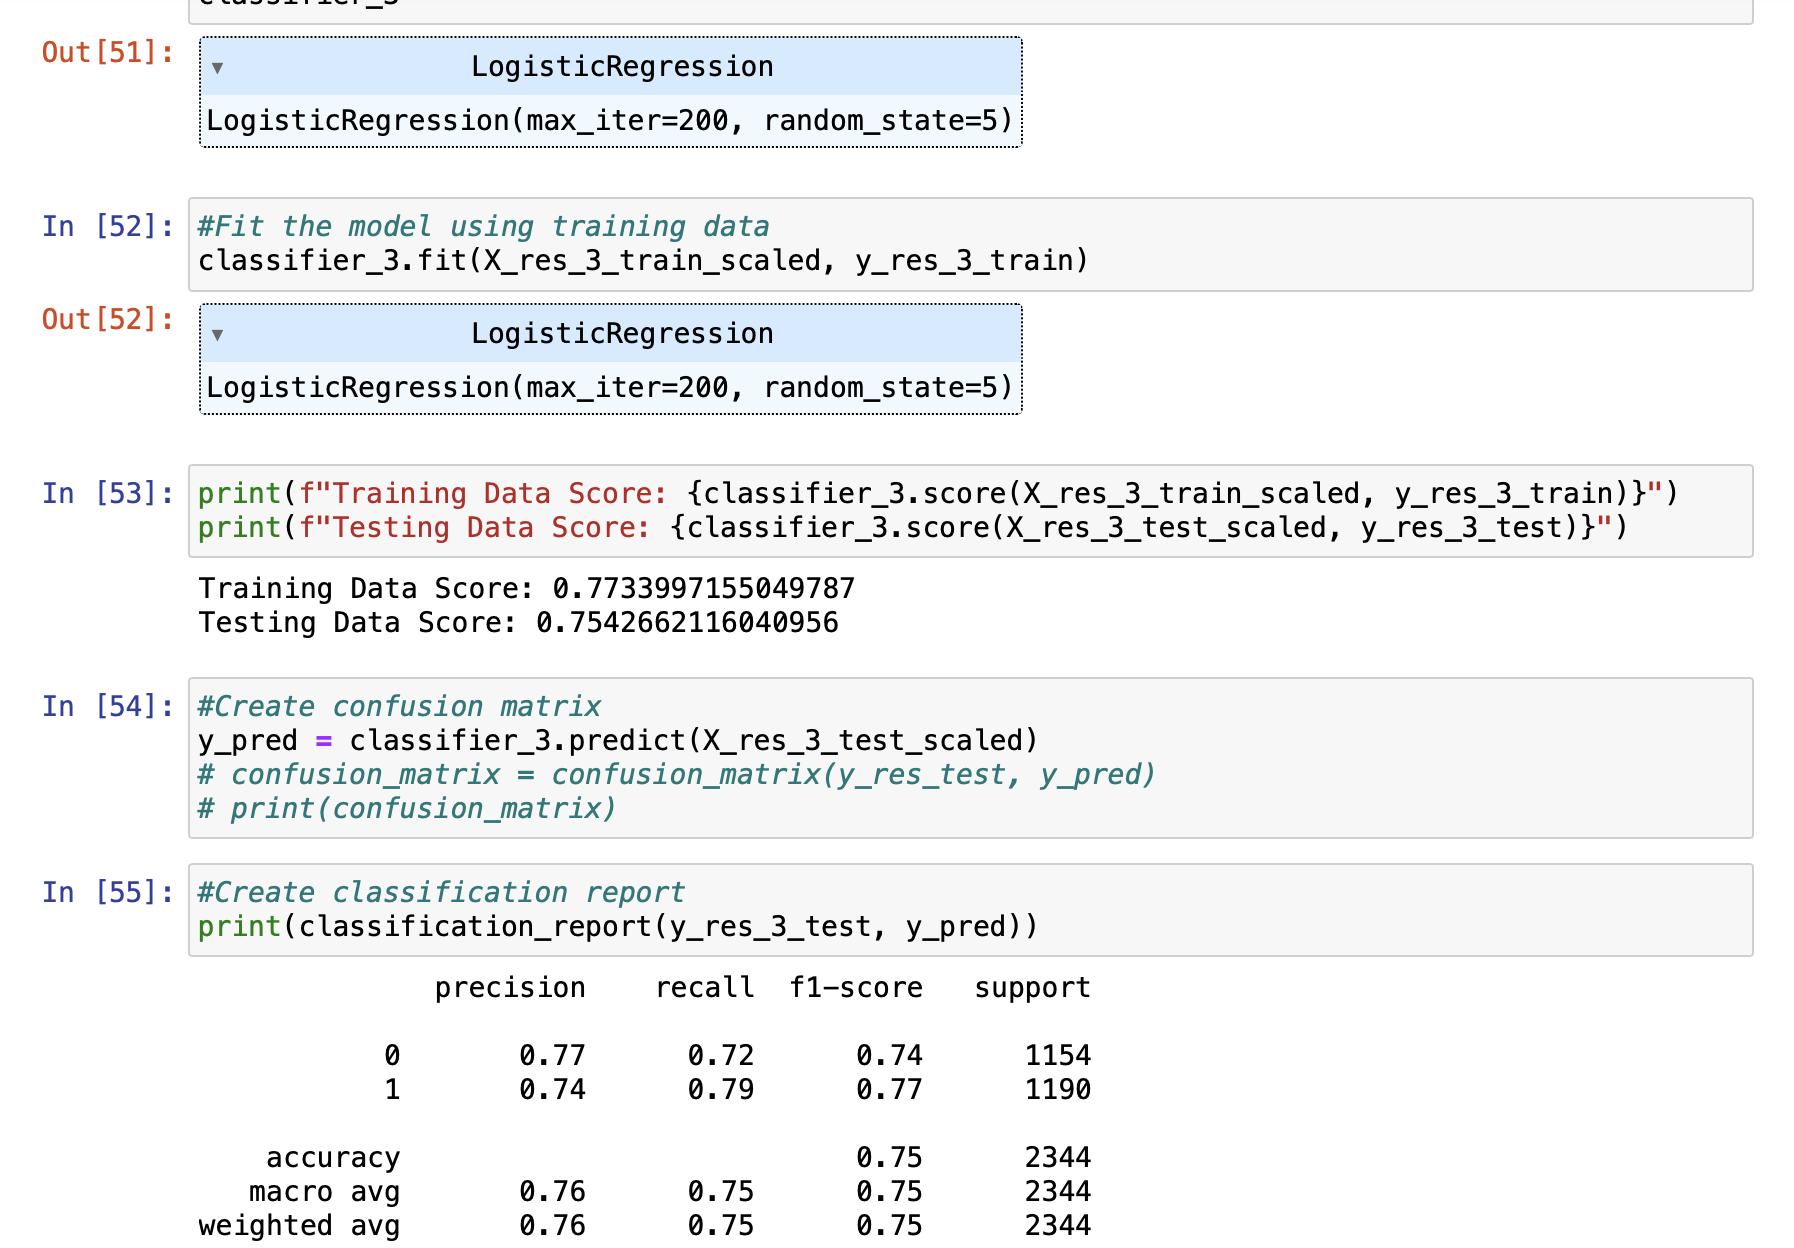 classifier_3
Out[51]:
▼ LogisticRegression
LogisticRegression(max_iter=200, random_state=5)
In [52]:
#Fit the model using training data
classifier_3.fit(X_res_3_train_scaled, y_res_3_train)
Out[52]:
▼ LogisticRegression
LogisticRegression(max_iter=200, random_state=5)
In [53]:
print(f"Training Data Score: {classifier_3.score(X_res_3_train_scaled, y_res_3_train)}")
print(f"Testing Data Score: {classifier_3.score(X_res_3_test_scaled, y_res_3_test)}")
Training Data Score: 0.7733997155049787
Testing Data Score: 0.7542662116040956
In [54]:
#Create confusion matrix
y_pred = classifier_3.predict(X_res_3_test_scaled)
# confusion_matrix = confusion_matrix(y_res_test, y_pred)
# print(confusion_matrix)
In [55]:
#Create classification report
print(classification_report(y_res_3_test, y_pred))
precision recall f1-score support
0 0.77 0.72 0.74 1154
1 0.74 0.79 0.77 1190
accuracy 0.75 2344
macro avg 0.76 0.75 0.75 2344
weighted avg 0.76 0.75 0.75 2344